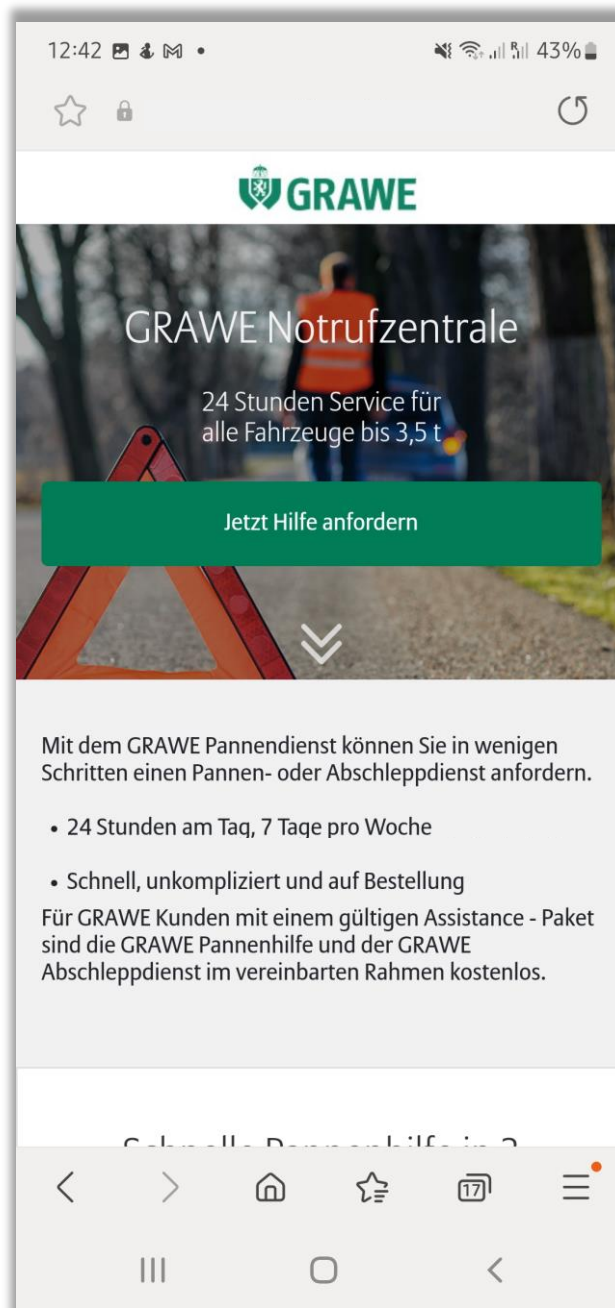 12:42
43%
GRAWE
GRAWE Notrufzentrale
24 Stunden Service für
alle Fahrzeuge bis 3,5 t
Jetzt Hilfe anfordern
Mit dem GRAWE Pannendienst können Sie in wenigen
Schritten einen Pannen- oder Abschleppdienst anfordern.
• 24 Stunden am Tag, 7 Tage pro Woche
• Schnell, unkompliziert und auf Bestellung
Für GRAWE Kunden mit einem gültigen Assistance - Paket
sind die GRAWE Pannenhilfe und der GRAWE
Abschleppdienst im vereinbarten Rahmen kostenlos.
17